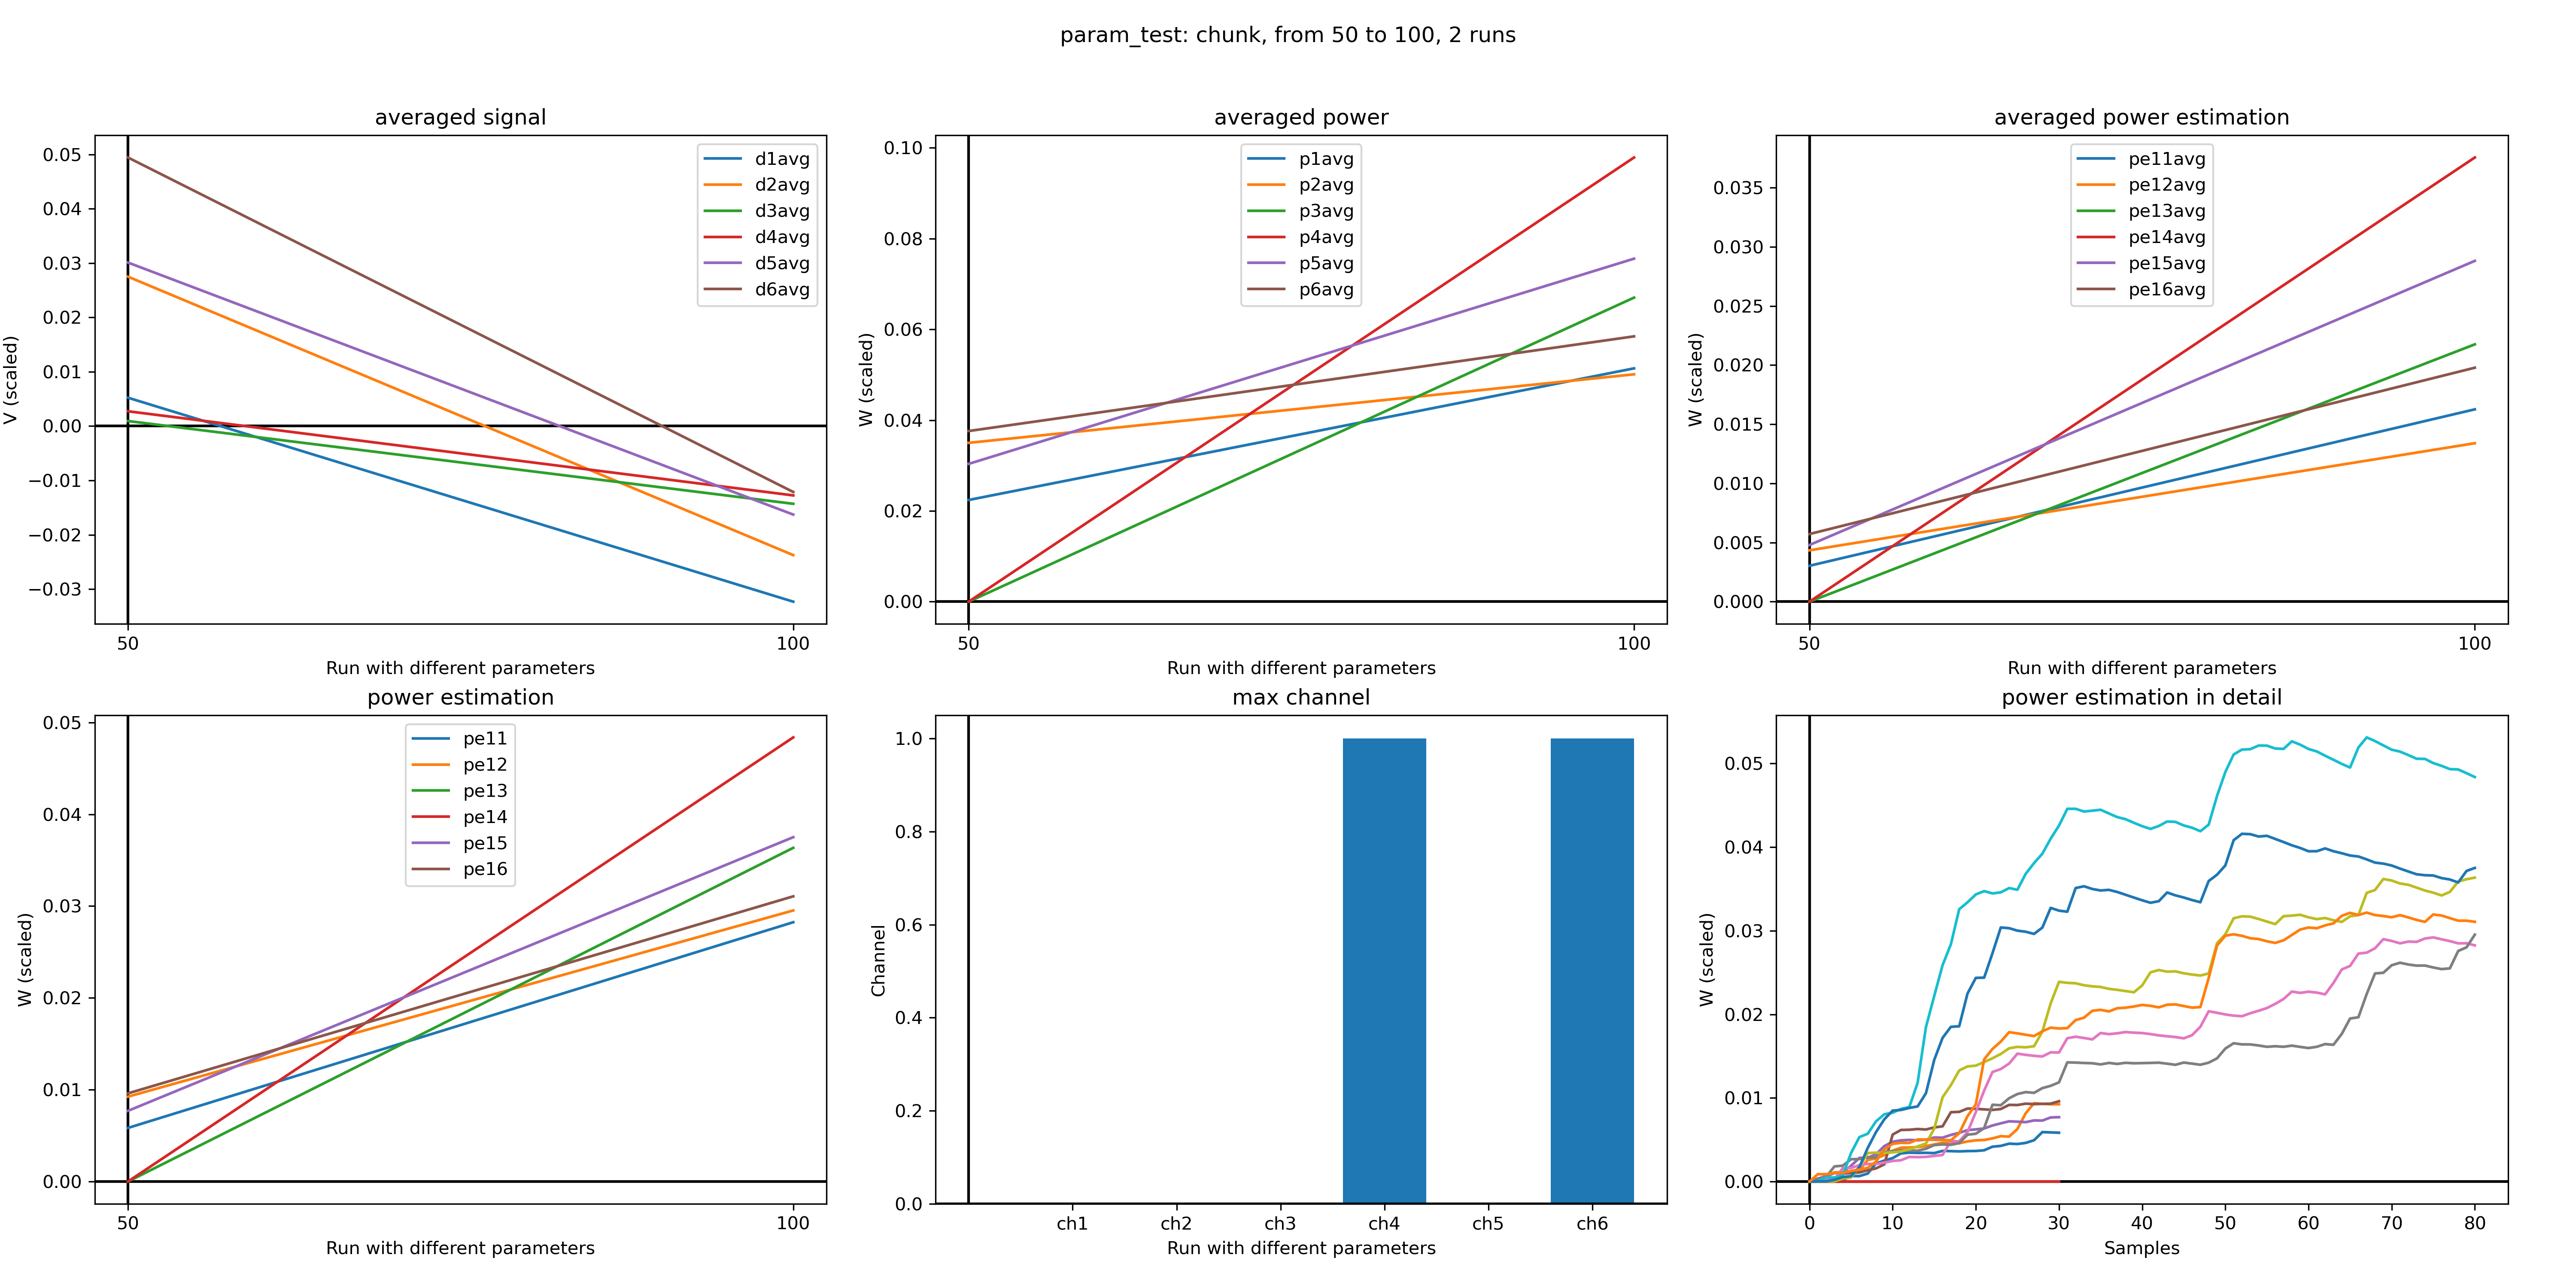 param_test: chunk, from 50 to 100, 2 runs
averaged signal
V (scaled)
0.05
0.04
0.03
0.02
0.01
0.00
−0.01
−0.02
−0.03
d1avg
d2avg
d3avg
d4avg
d5avg
d6avg
50
100
Run with different parameters
averaged power
W (scaled)
0.10
0.08
0.06
0.04
0.02
0.00
p1avg
p2avg
p3avg
p4avg
p5avg
p6avg
50
100
Run with different parameters
averaged power estimation
W (scaled)
0.035
0.030
0.025
0.020
0.015
0.010
0.005
0.000
pe11avg
pe12avg
pe13avg
pe14avg
pe15avg
pe16avg
50
100
Run with different parameters
power estimation
W (scaled)
0.05
0.04
0.03
0.02
0.01
0.00
pe11
pe12
pe13
pe14
pe15
pe16
50
100
Run with different parameters
max channel
Channel
1.0
0.8
0.6
0.4
0.2
0.0
ch1
ch2
ch3
ch4
ch5
ch6
Run with different parameters
power estimation in detail
W (scaled)
0.05
0.04
0.03
0.02
0.01
0.00
0
10
20
30
40
50
60
70
80
Samples